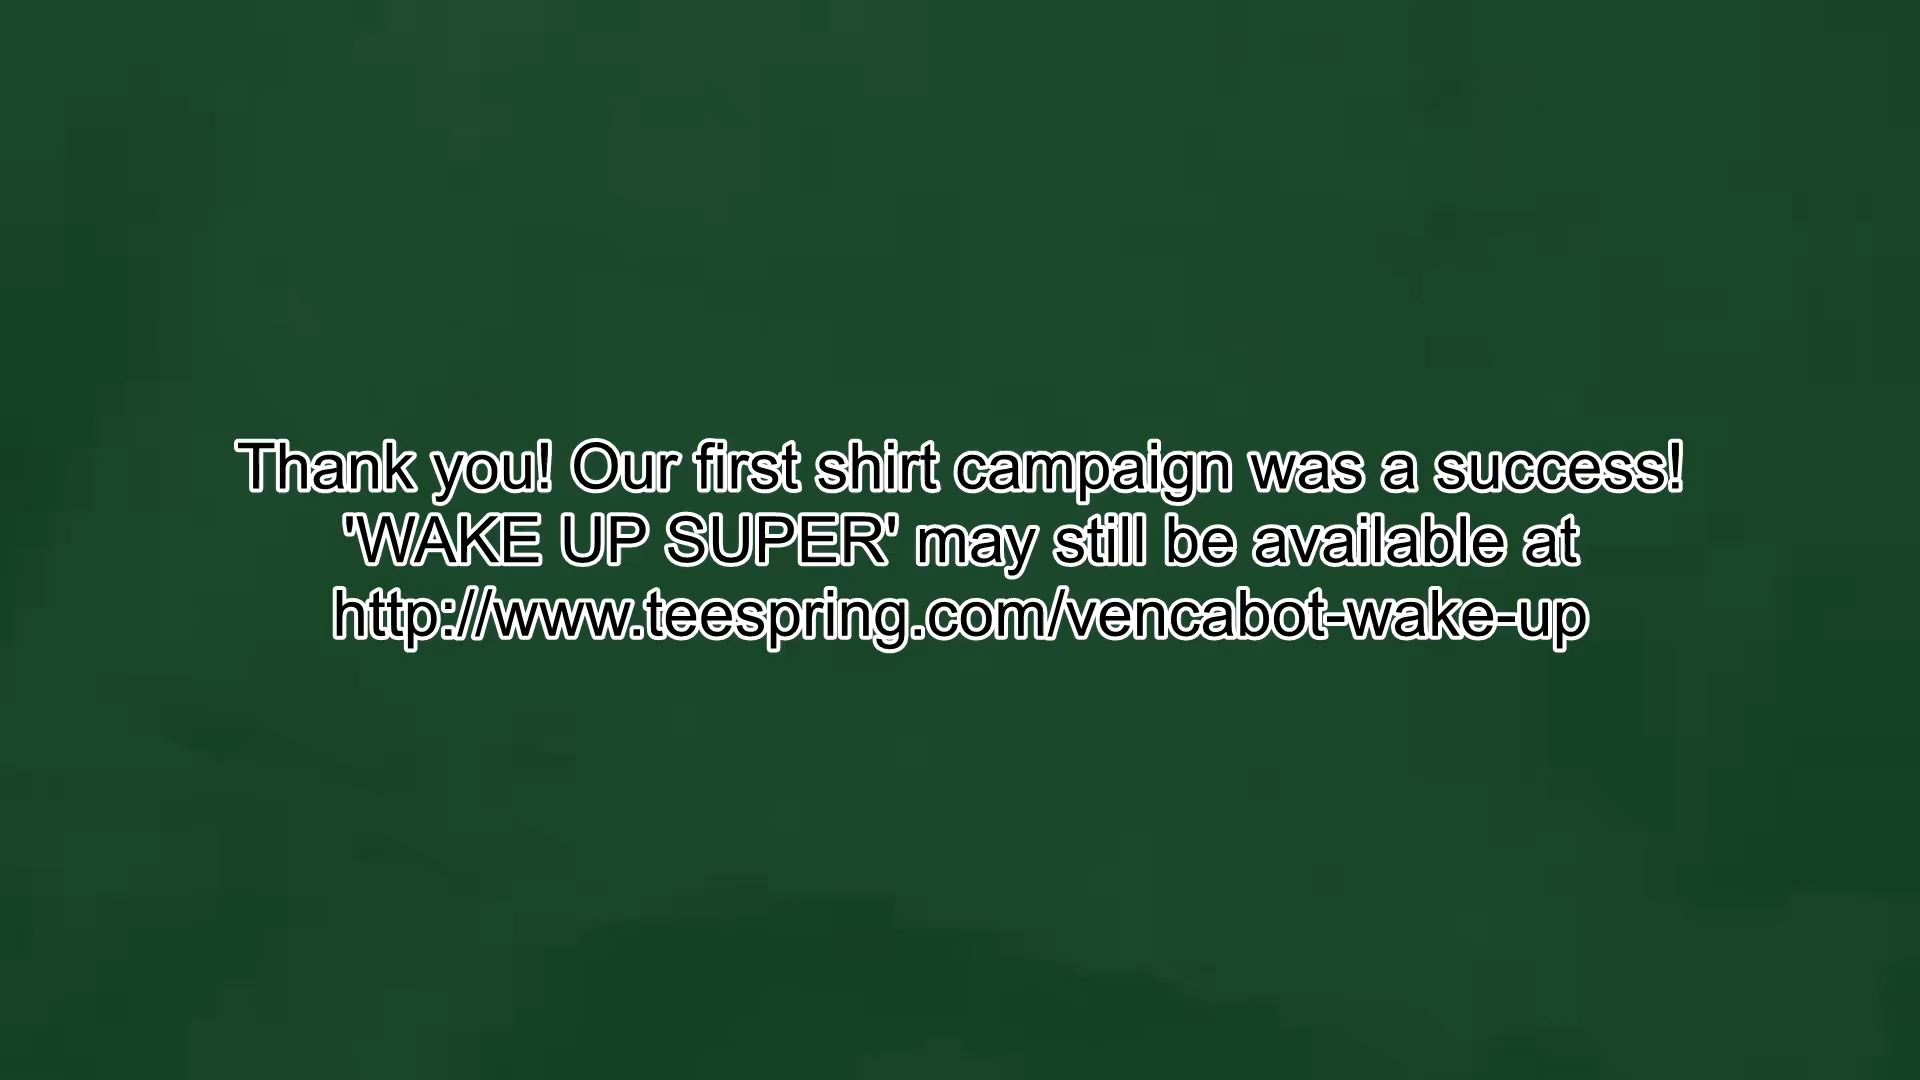 Thank you! Our first shirt campaign was a success!
'WAKE UP SUPER' may still be available at
http://www.teespring.com/vencabot-wake-up